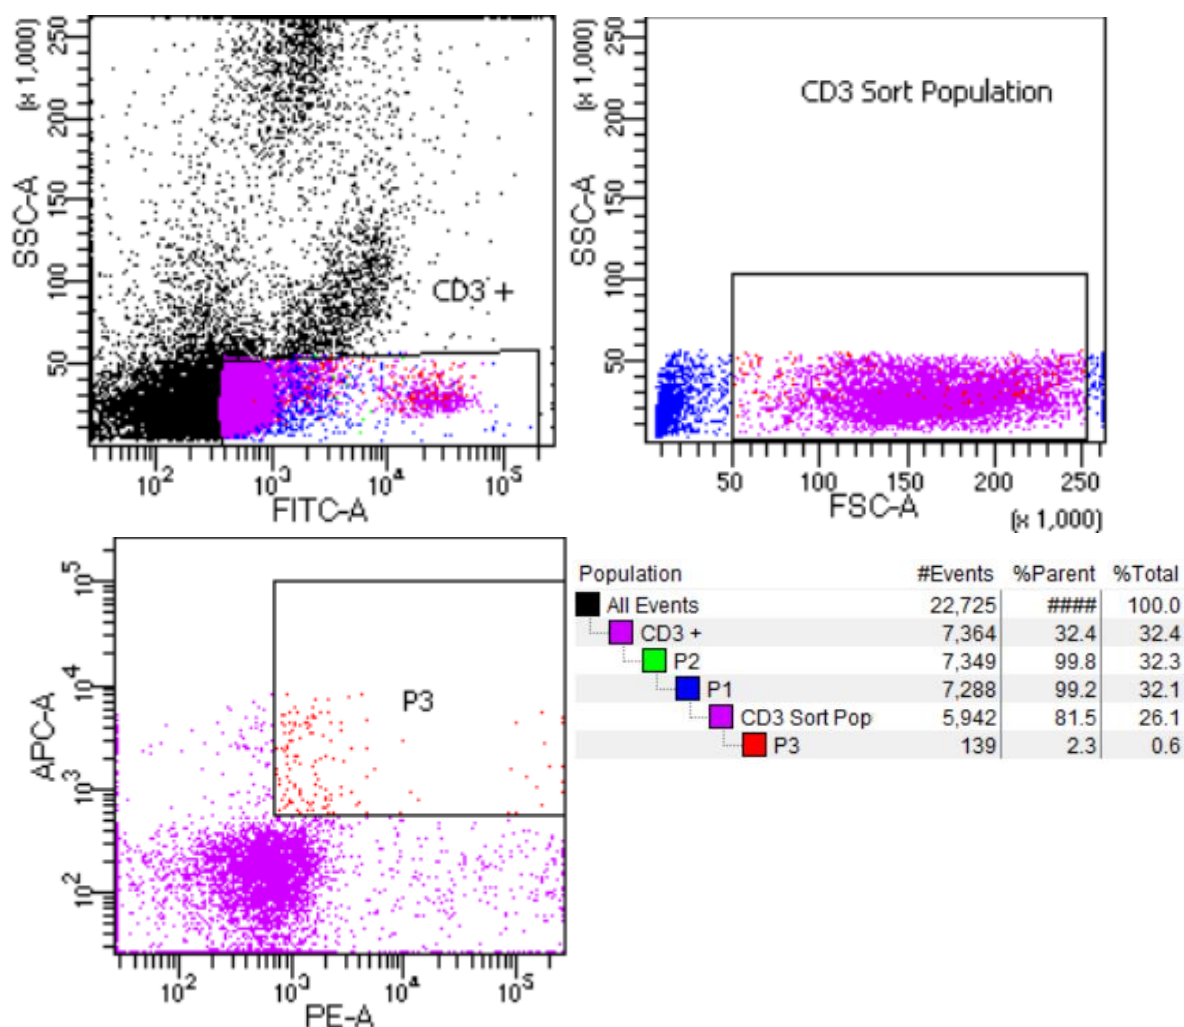 (x 1,000)
SSC-A
250
200
150
100
50
CD3 +
10² 10³ 10⁴ 10⁵
FITC-A
(x 1,000)
SSC-A
250
200
150
100
50
CD3 Sort Population
50 100 150 200 250
FSC-A
(x 1,000)
APC-A
10⁵
10⁴
10³
10²
P3
10² 10³ 10⁴ 10⁵
PE-A
Population #Events %Parent %Total
All Events 22,725 #### 100.0
CD3 + 7,364 32.4 32.4
P2 7,349 99.8 32.3
P1 7,288 99.2 32.1
CD3 Sort Pop 5,942 81.5 26.1
P3 139 2.3 0.6